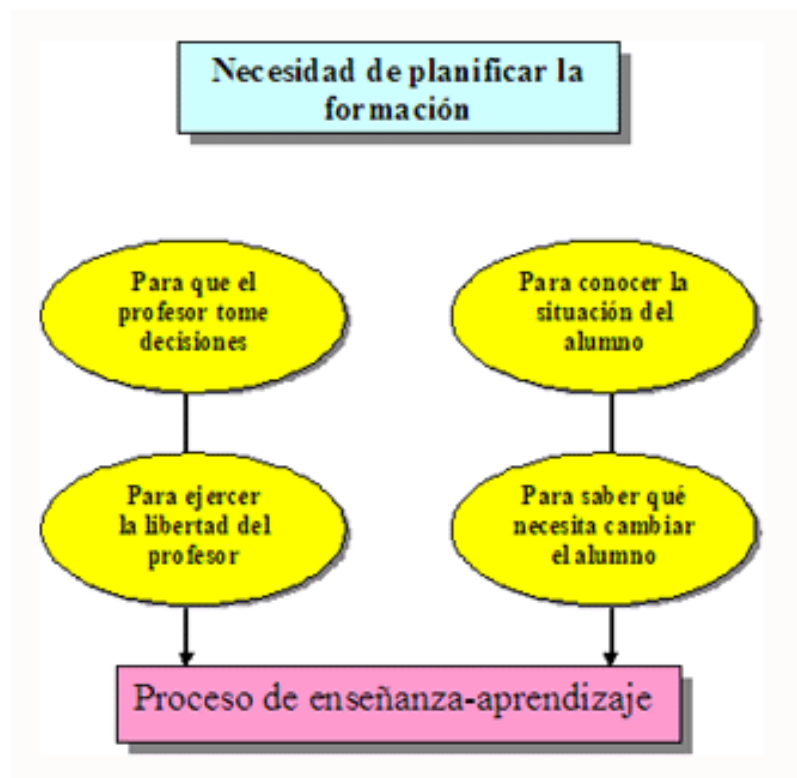 Necesidad de planificar la
formación
Para que el
profesor tome
decisiones
Para conocer la
situación del
alumno
Para ejercer
la libertad del
profesor
Para saber qué
necesita cambiar
el alumno
Proceso de enseñanza-aprendizaje